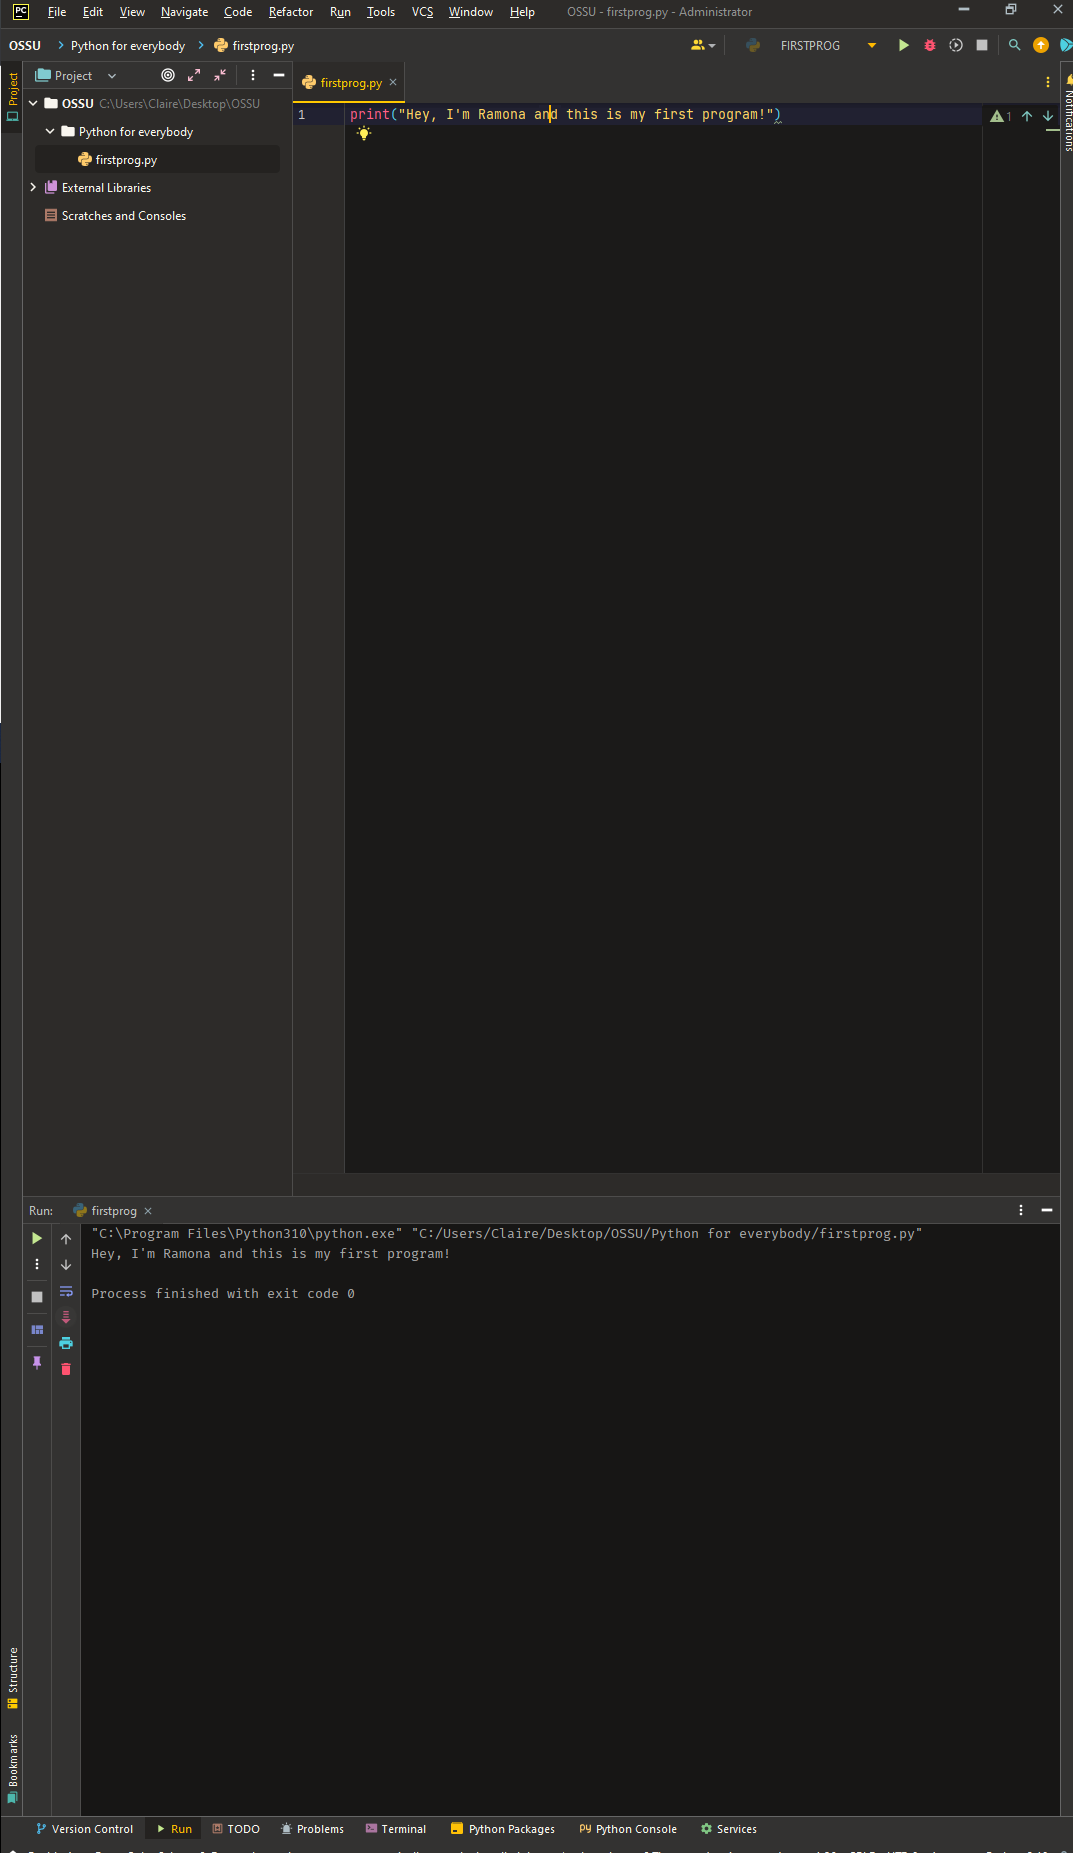 PC File Edit View Navigate Code Refactor Run Tools VCS Window Help OSSU - firstprog.py - Administrator
OSSU Python for everybody firstprog.py FIRSTPROG
Project
Project
firstprog.py
Notifications
OSSU C:\Users\Claire\Desktop\OSSU
Python for everybody
firstprog.py
External Libraries
Scratches and Consoles
1 print("Hey, I'm Ramona and this is my first program!") 1
Run: firstprog
"C:\Program Files\Python310\python.exe" "C:/Users/Claire/Desktop/OSSU/Python for everybody/firstprog.py"
Hey, I'm Ramona and this is my first program!
Process finished with exit code 0
Structure
Bookmarks
Version Control Run TODO Problems Terminal Python Packages Python Console Services